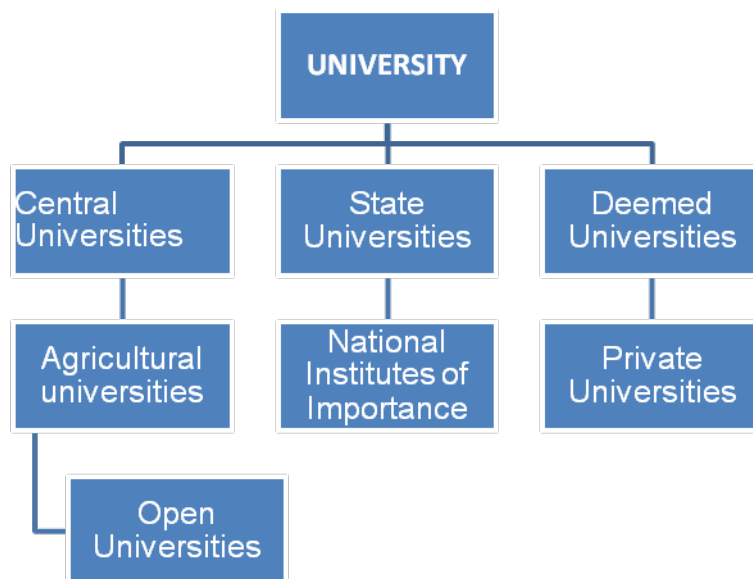 UNIVERSITY
Central
Universities
State
Universities
Deemed
Universities
Agricultural
universities
National
Institutes of
Importance
Private
Universities
Open
Universities